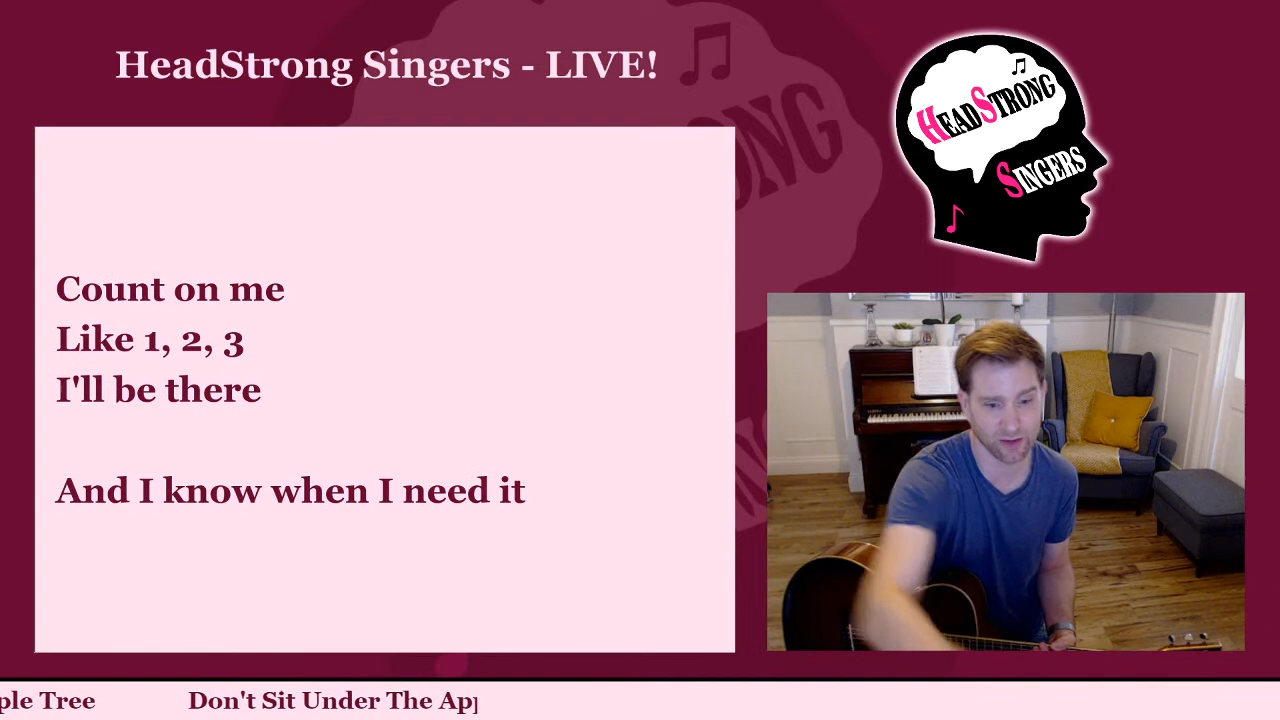 HeadStrong Singers - LIVE!
HEADSTRONG
SINGERS
Count on me
Like 1, 2, 3
I'll be there
And I know when I need it
ple Tree
Don't Sit Under The Ap